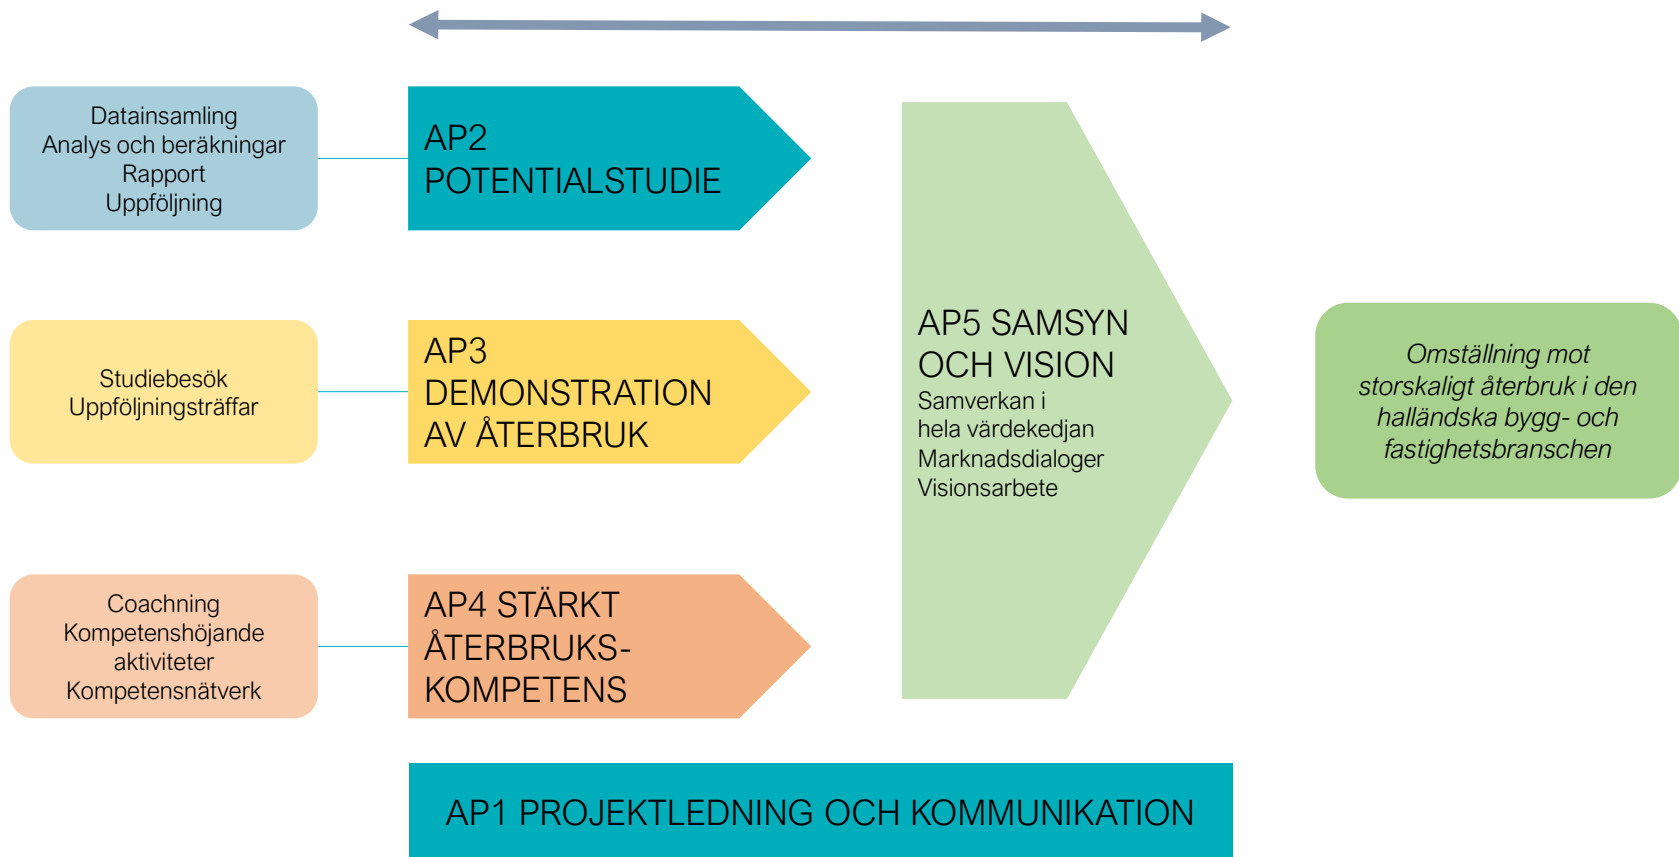 Datainsamling
Analys och beräkningar
Rapport
Uppföljning
AP2
POTENTIALSTUDIE
Studiebesök
Uppföljningsträffar
AP3
DEMONSTRATION
AV ÅTERBRUK
Coachning
Kompetenshöjande
aktiviteter
Kompetensnätverk
AP4 STÄRKT
ÅTERBRUKS-
KOMPETENS
AP5 SAMSYN
OCH VISION
Samverkan i
hela värdekedjan
Marknadsdialoger
Visionsarbete
Omställning mot
storskaligt återbruk i den
halländska bygg- och
fastighetsbranschen
AP1 PROJEKTLEDNING OCH KOMMUNIKATION